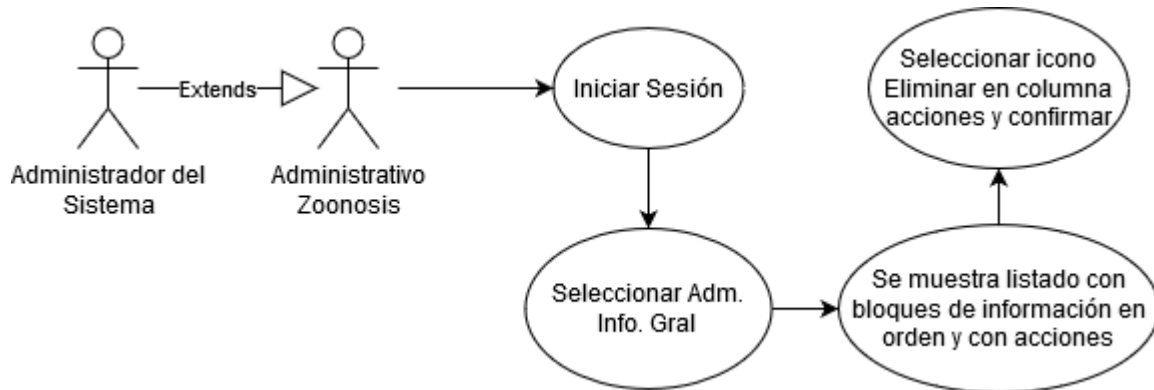 Extends
Administrador del
Sistema
Administrativo
Zoonosis
Iniciar Sesión
Seleccionar Adm.
Info. Gral
Se muestra listado con
bloques de información en
orden y con acciones
Seleccionar icono
Eliminar en columna
acciones y confirmar